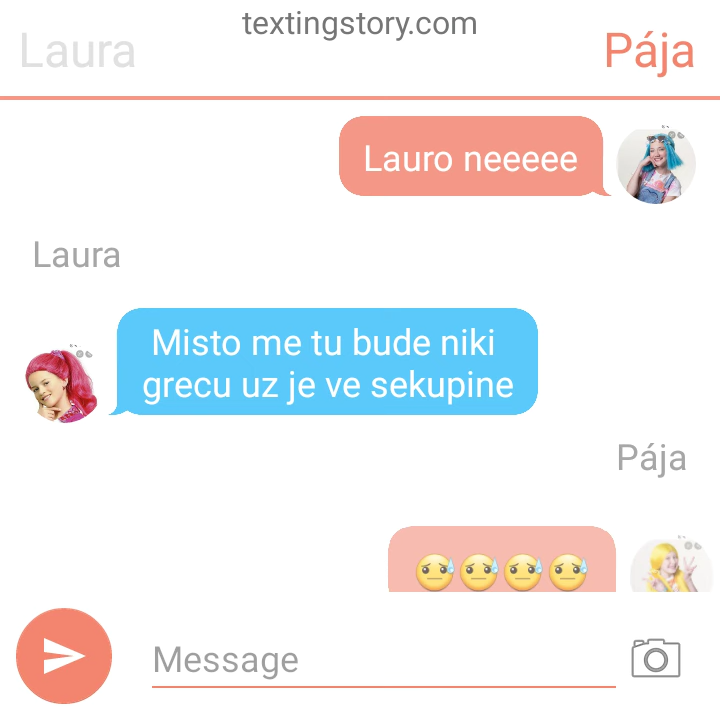 textingstory.com
Laura
Pája
Lauro neeeee
Laura
Misto me tu bude niki
grecu uz je ve sekupine
Pája
😓😓😓😓
Message